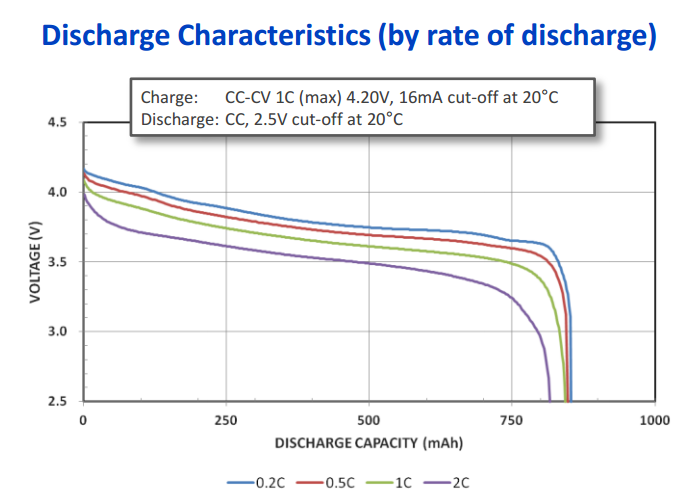 Discharge Characteristics (by rate of discharge)
Charge: CC-CV 1C (max) 4.20V, 16mA cut-off at 20°C
Discharge: CC, 2.5V cut-off at 20°C
4.5
4.0
3.5
3.0
2.5
VOLTAGE (V)
0 250 500 750 1000
DISCHARGE CAPACITY (mAh)
0.2C 0.5C 1C 2C